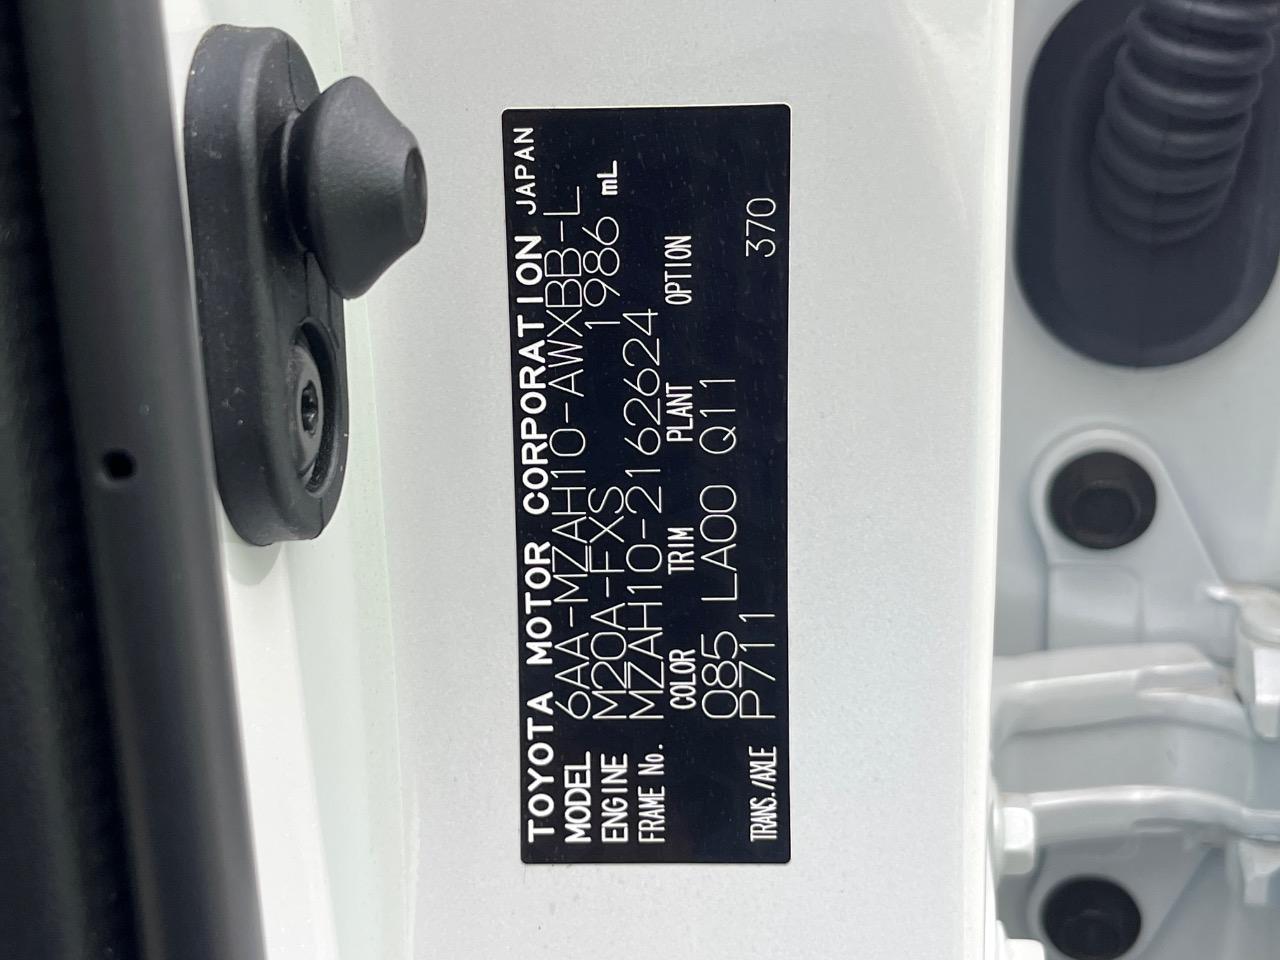 TOYOTA MOTOR CORPORATION JAPAN
MODEL 6AA-MZAH10-AWXBB-L
ENGINE M20A-FXS 1986 mL
FRAME No. MZAH10-2162624
COLOR TRIM PLANT OPTION
085 LA00 Q11
TRANS./AXLE P711 370